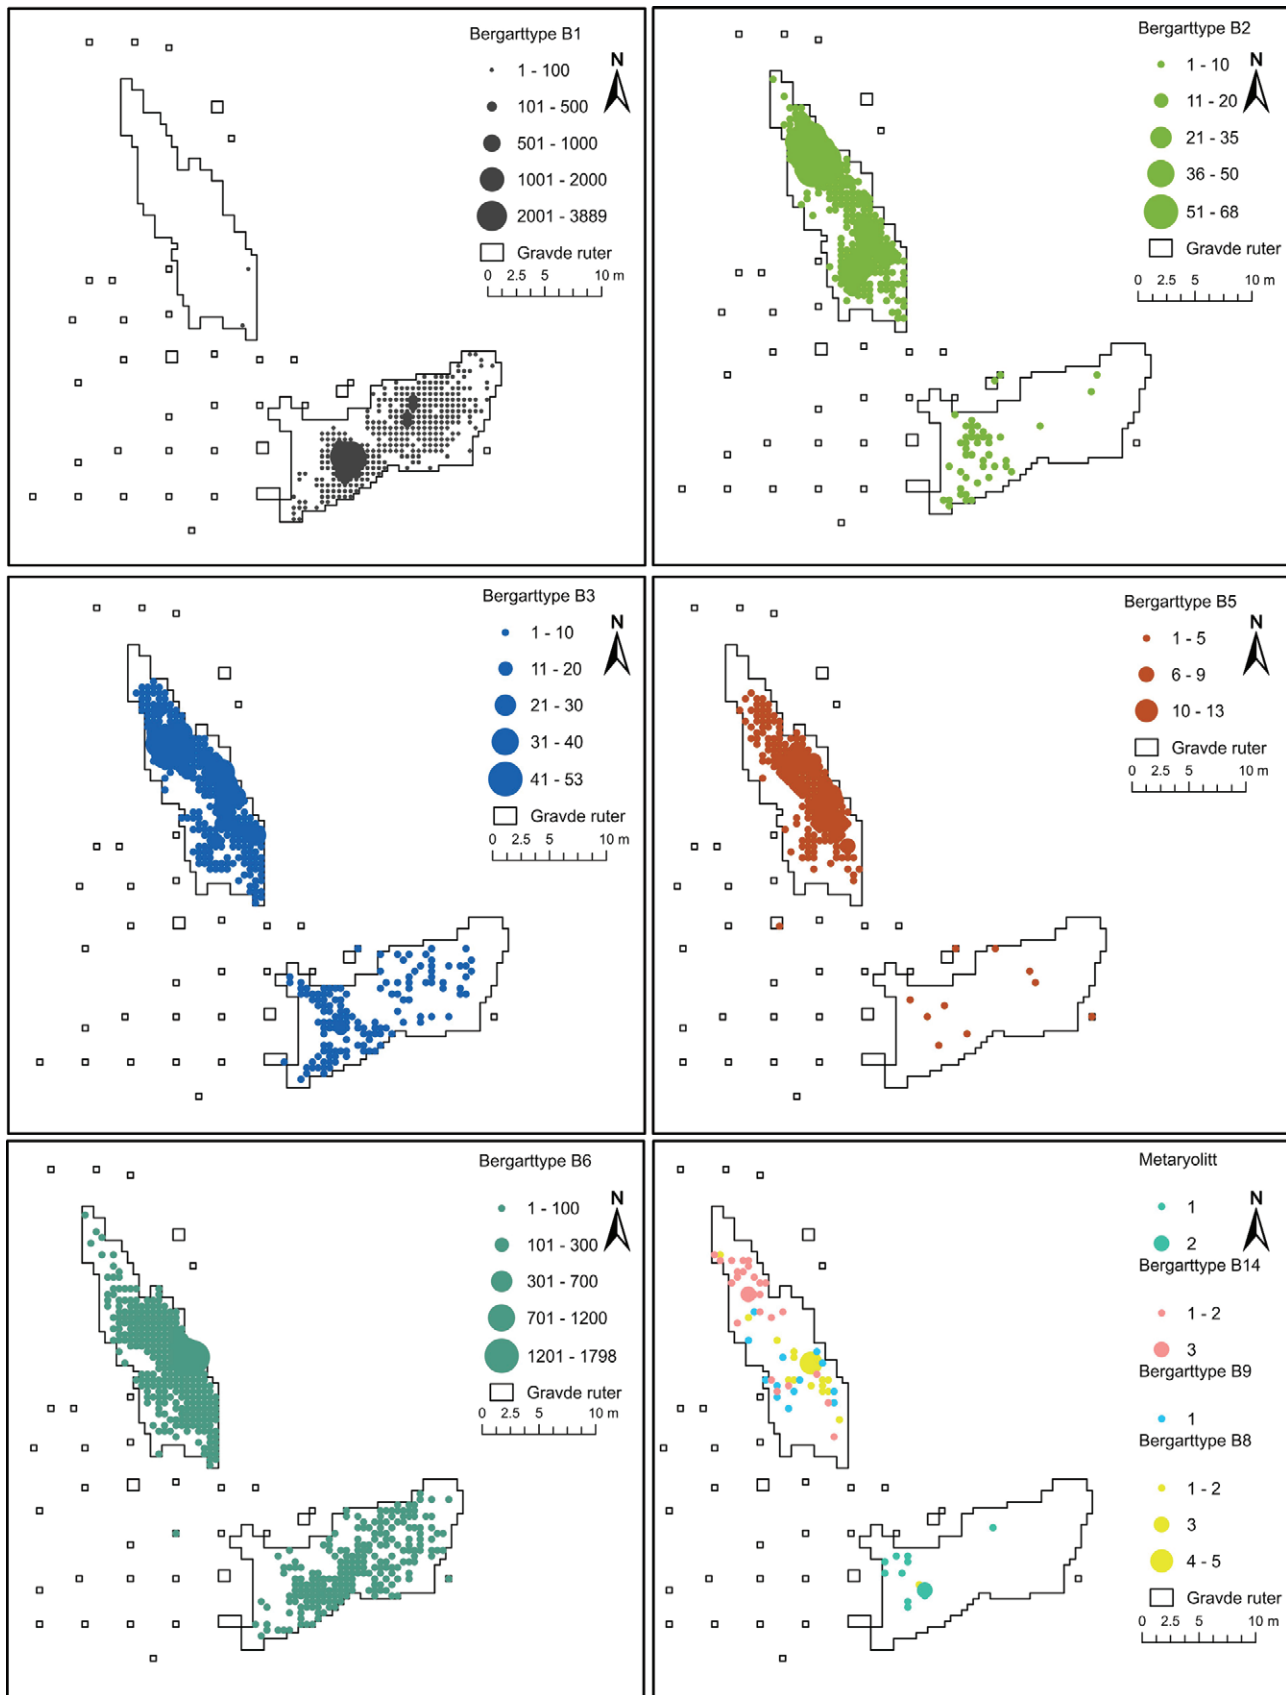 Bergarttype B1
N
1 - 100
101 - 500
501 - 1000
1001 - 2000
2001 - 3889
Gravde ruter
0 2.5 5 10 m
Bergarttype B2
N
1 - 10
11 - 20
21 - 35
36 - 50
51 - 68
Gravde ruter
0 2.5 5 10 m
Bergarttype B3
N
1 - 10
11 - 20
21 - 30
31 - 40
41 - 53
Gravde ruter
0 2.5 5 10 m
Bergarttype B5
N
1 - 5
6 - 9
10 - 13
Gravde ruter
0 2.5 5 10 m
Bergarttype B6
N
1 - 100
101 - 300
301 - 700
701 - 1200
1201 - 1798
Gravde ruter
0 2.5 5 10 m
Metaryolitt
N
1
2
Bergarttype B14
1 - 2
3
Bergarttype B9
1
Bergarttype B8
1 - 2
3
4 - 5
Gravde ruter
0 2.5 5 10 m